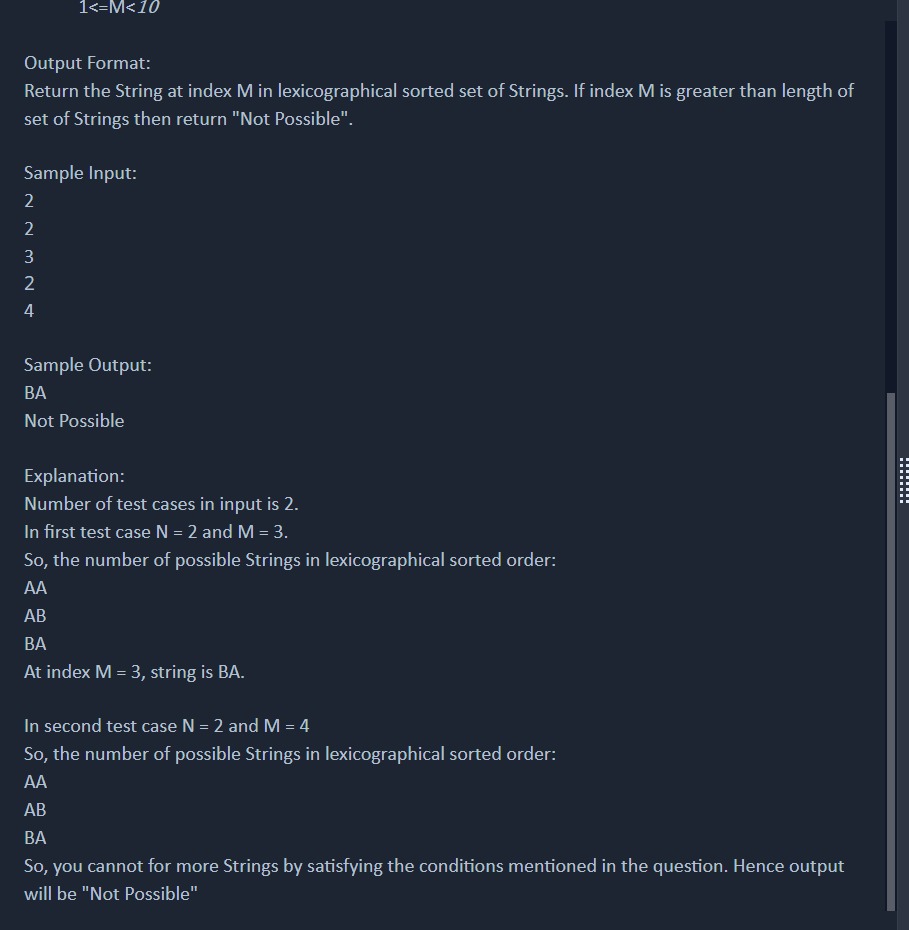 1<=M<10
Output Format:
Return the String at index M in lexicographical sorted set of Strings. If index M is greater than length of
set of Strings then return "Not Possible".
Sample Input:
2
2
3
2
4
Sample Output:
BA
Not Possible
Explanation:
Number of test cases in input is 2.
In first test case N = 2 and M = 3.
So, the number of possible Strings in lexicographical sorted order:
AA
AB
BA
At index M = 3, string is BA.
In second test case N = 2 and M = 4
So, the number of possible Strings in lexicographical sorted order:
AA
AB
BA
So, you cannot for more Strings by satisfying the conditions mentioned in the question. Hence output
will be "Not Possible"